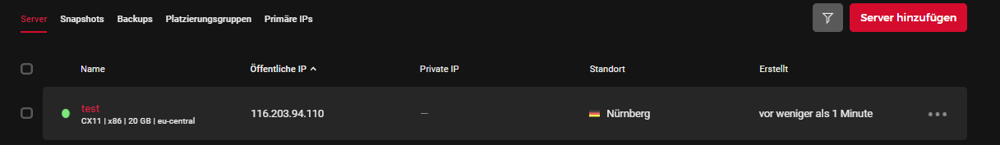 Server Snapshots Backups Platzierungsgruppen Primäre IPs Server hinzufügen
Name Öffentliche IP Private IP Standort Erstellt
test 116.203.94.110 — Nürnberg vor weniger als 1 Minute
CX11 | x86 | 20 GB | eu-central